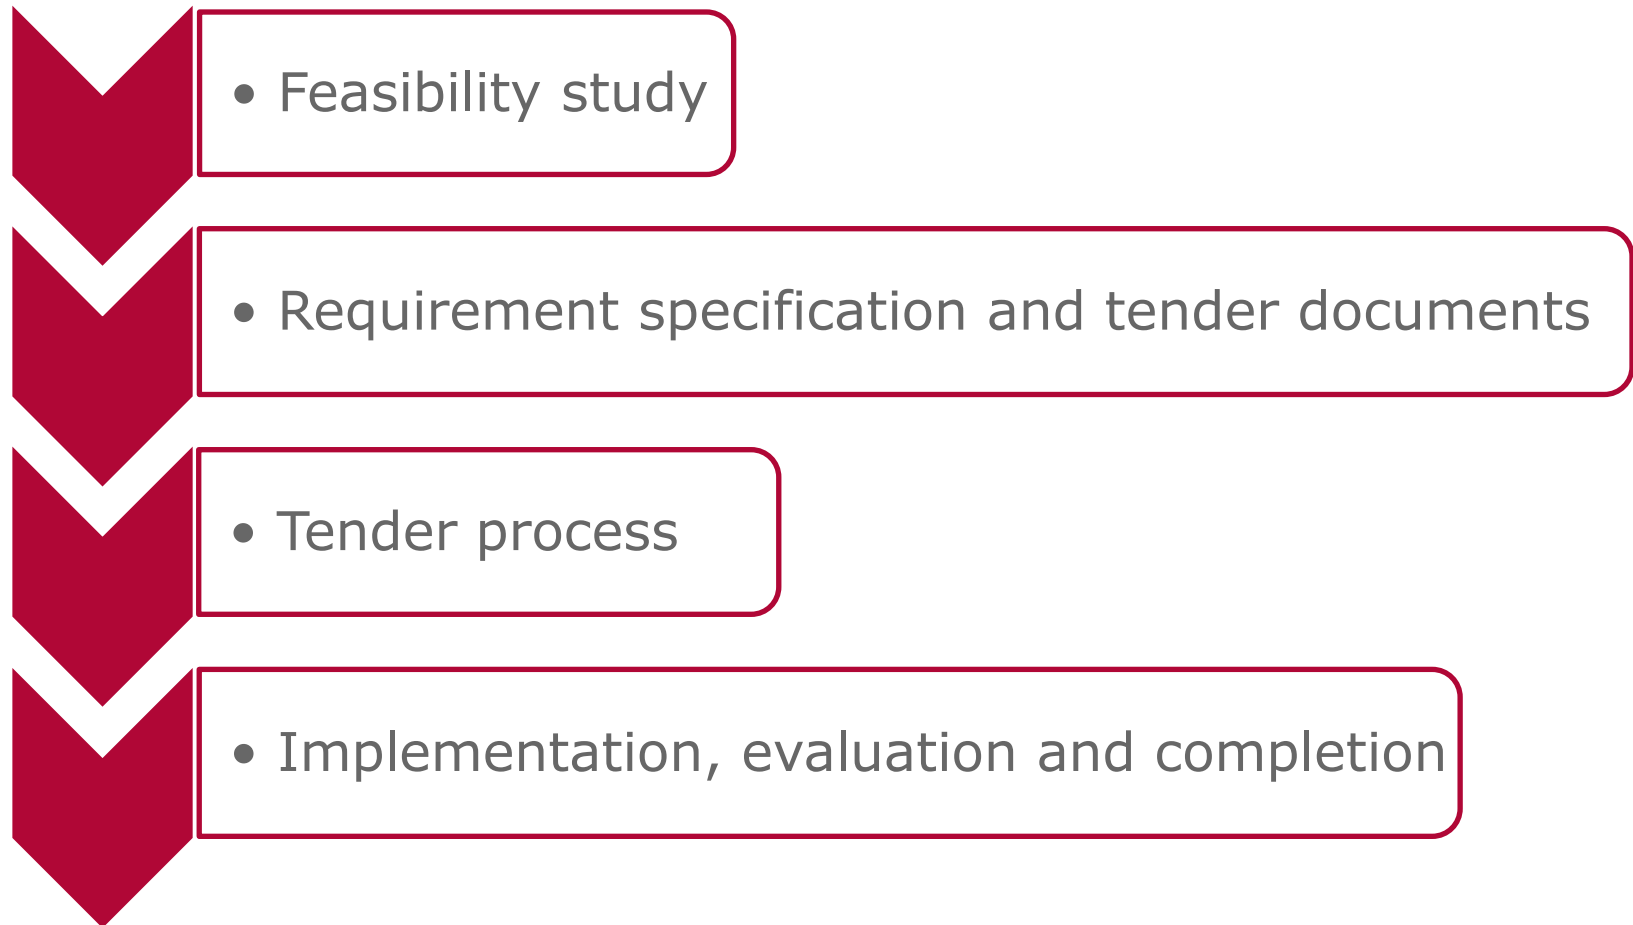 • Feasibility study
• Requirement specification and tender documents
• Tender process
• Implementation, evaluation and completion